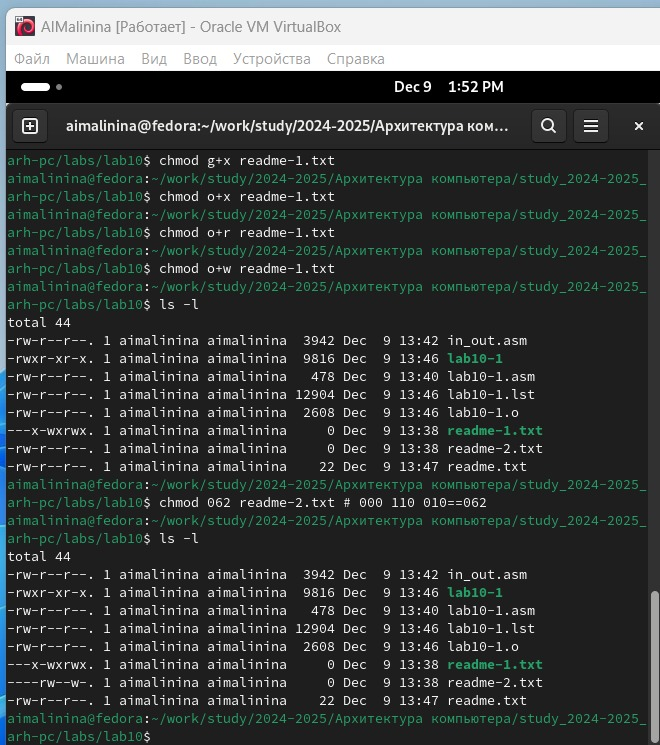 AIMalinina [Работает] - Oracle VM VirtualBox
Файл Машина Вид Ввод Устройства Справка
Dec 9 1:52 PM
aimalinina@fedora:~/work/study/2024-2025/Архитектура ком…
arh-pc/labs/lab10$ chmod g+x readme-1.txt
aimalinina@fedora:~/work/study/2024-2025/Архитектура компьютера/study_2024-2025_
arh-pc/labs/lab10$ chmod o+x readme-1.txt
aimalinina@fedora:~/work/study/2024-2025/Архитектура компьютера/study_2024-2025_
arh-pc/labs/lab10$ chmod o+r readme-1.txt
aimalinina@fedora:~/work/study/2024-2025/Архитектура компьютера/study_2024-2025_
arh-pc/labs/lab10$ chmod o+w readme-1.txt
aimalinina@fedora:~/work/study/2024-2025/Архитектура компьютера/study_2024-2025_
arh-pc/labs/lab10$ ls -l
total 44
-rw-r--r--. 1 aimalinina aimalinina  3942 Dec  9 13:42 in_out.asm
-rwxr-xr-x. 1 aimalinina aimalinina  9816 Dec  9 13:46 lab10-1
-rw-r--r--. 1 aimalinina aimalinina   478 Dec  9 13:40 lab10-1.asm
-rw-r--r--. 1 aimalinina aimalinina 12904 Dec  9 13:46 lab10-1.lst
-rw-r--r--. 1 aimalinina aimalinina  2608 Dec  9 13:46 lab10-1.o
---x-wxrwx. 1 aimalinina aimalinina     0 Dec  9 13:38 readme-1.txt
-rw-r--r--. 1 aimalinina aimalinina     0 Dec  9 13:38 readme-2.txt
-rw-r--r--. 1 aimalinina aimalinina    22 Dec  9 13:47 readme.txt
aimalinina@fedora:~/work/study/2024-2025/Архитектура компьютера/study_2024-2025_
arh-pc/labs/lab10$ chmod 062 readme-2.txt # 000 110 010==062
aimalinina@fedora:~/work/study/2024-2025/Архитектура компьютера/study_2024-2025_
arh-pc/labs/lab10$ ls -l
total 44
-rw-r--r--. 1 aimalinina aimalinina  3942 Dec  9 13:42 in_out.asm
-rwxr-xr-x. 1 aimalinina aimalinina  9816 Dec  9 13:46 lab10-1
-rw-r--r--. 1 aimalinina aimalinina   478 Dec  9 13:40 lab10-1.asm
-rw-r--r--. 1 aimalinina aimalinina 12904 Dec  9 13:46 lab10-1.lst
-rw-r--r--. 1 aimalinina aimalinina  2608 Dec  9 13:46 lab10-1.o
---x-wxrwx. 1 aimalinina aimalinina     0 Dec  9 13:38 readme-1.txt
----rw--w-. 1 aimalinina aimalinina     0 Dec  9 13:38 readme-2.txt
-rw-r--r--. 1 aimalinina aimalinina    22 Dec  9 13:47 readme.txt
aimalinina@fedora:~/work/study/2024-2025/Архитектура компьютера/study_2024-2025_
arh-pc/labs/lab10$